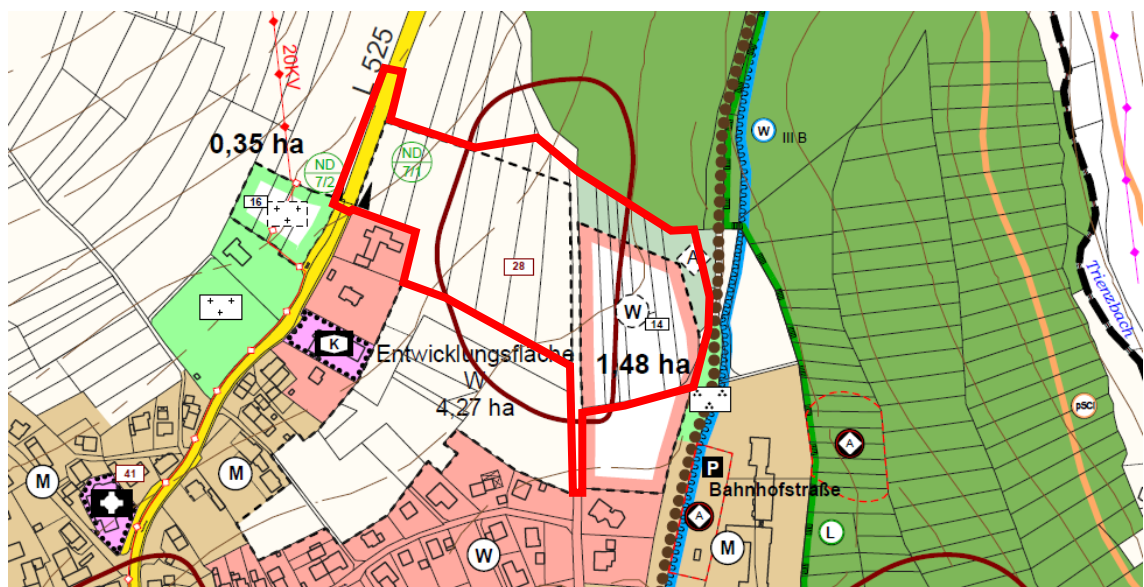 L 525
20KV
0,35 ha
ND
7/2
ND
7/1
W
III B
16
28
A
W
14
1,48 ha
K
Entwicklungsfläche
W
4,27 ha
Trienzbach
pSCI
A
P
Bahnhofstraße
A
M
41
M
W
M
L